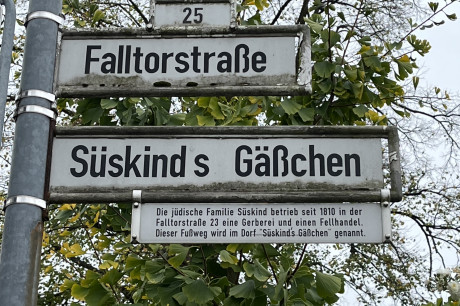 25
Falltorstraße
Süskind s Gäßchen
Die jüdische Familie Süskind betrieb seit 1810 in der
Falltorstraße 23 eine Gerberei und einen Fellhandel.
Dieser Fußweg wird im Dorf "Süskind's Gäßchen" genannt.